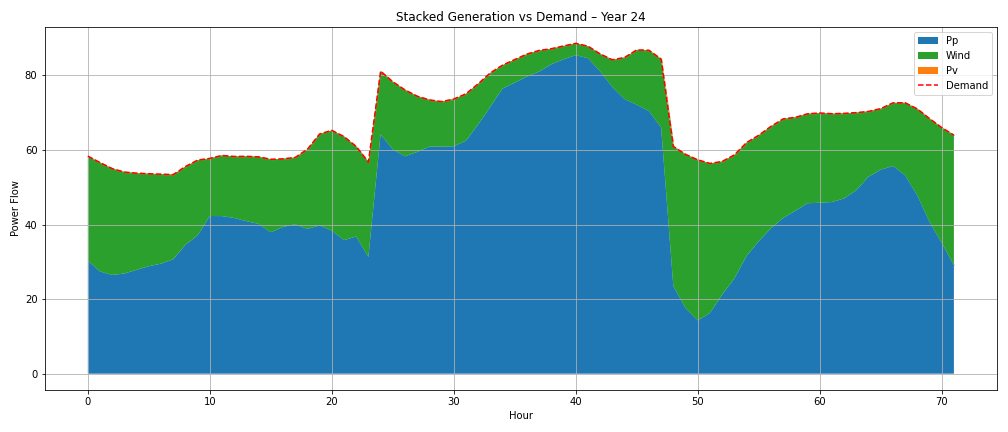 Stacked Generation vs Demand – Year 24
Pp
Wind
Pv
Demand
80
60
40
20
0
Power Flow
0 10 20 30 40 50 60 70
Hour